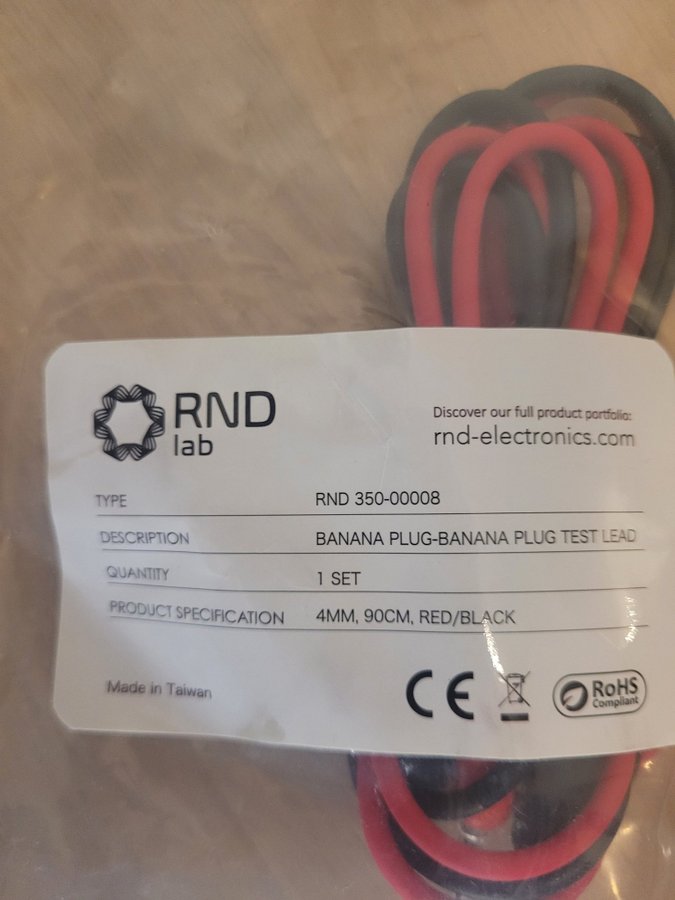 RND
lab
Discover our full product portfolio:
rnd-electronics.com
TYPE RND 350-00008
DESCRIPTION BANANA PLUG-BANANA PLUG TEST LEAD
QUANTITY 1 SET
PRODUCT SPECIFICATION 4MM, 90CM, RED/BLACK
Made in Taiwan
CE
RoHS
Compliant